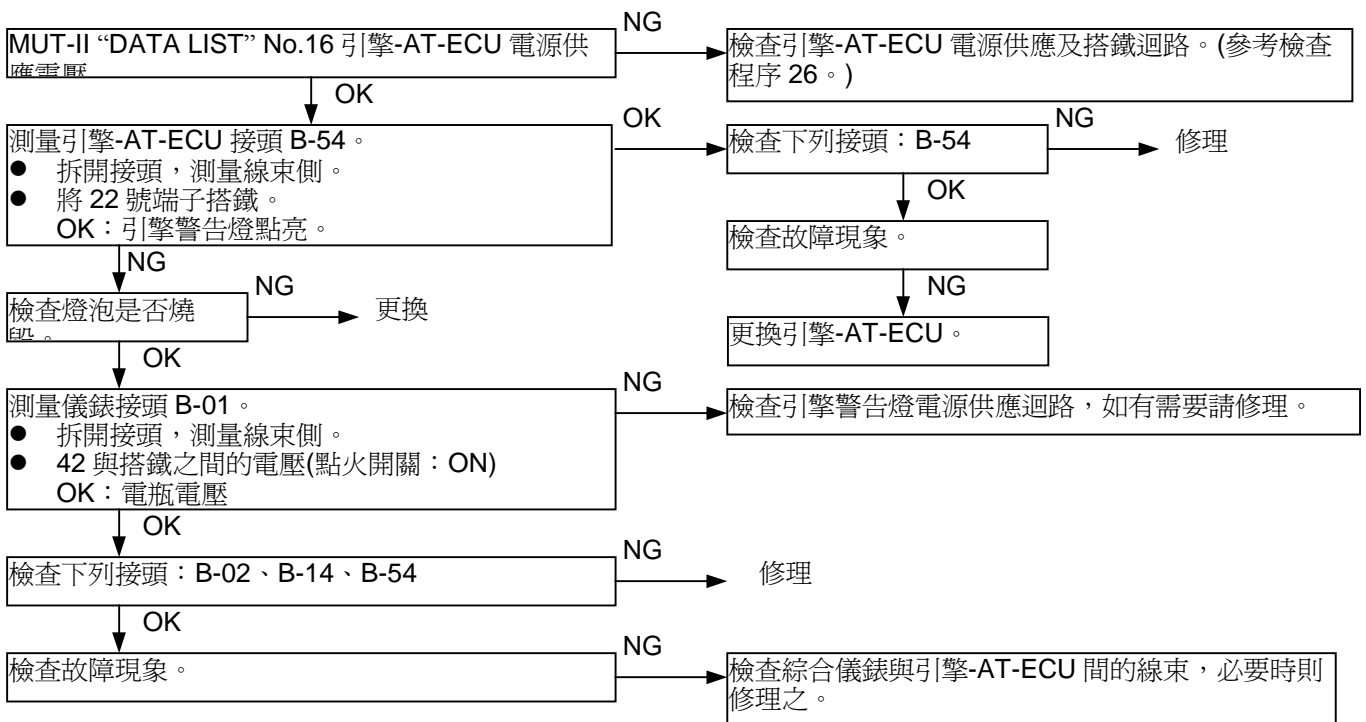 NG
MUT-II “DATA LIST” No.16 引擎-AT-ECU 電源供
應電壓
檢查引擎-AT-ECU 電源供應及搭鐵迴路。(參考檢查
程序 26。)
OK
測量引擎-AT-ECU 接頭 B-54。
● 拆開接頭，測量線束側。
● 將 22 號端子搭鐵。
OK：引擎警告燈點亮。
OK
檢查下列接頭：B-54
NG
修理
OK
檢查故障現象。
NG
更換引擎-AT-ECU。
NG
檢查燈泡是否燒
毀。
NG
更換
OK
測量儀錶接頭 B-01。
● 拆開接頭，測量線束側。
● 42 與搭鐵之間的電壓(點火開關：ON)
OK：電瓶電壓
NG
檢查引擎警告燈電源供應迴路，如有需要請修理。
OK
檢查下列接頭：B-02、B-14、B-54
NG
修理
OK
檢查故障現象。
NG
檢查綜合儀錶與引擎-AT-ECU 間的線束，必要時則
修理之。